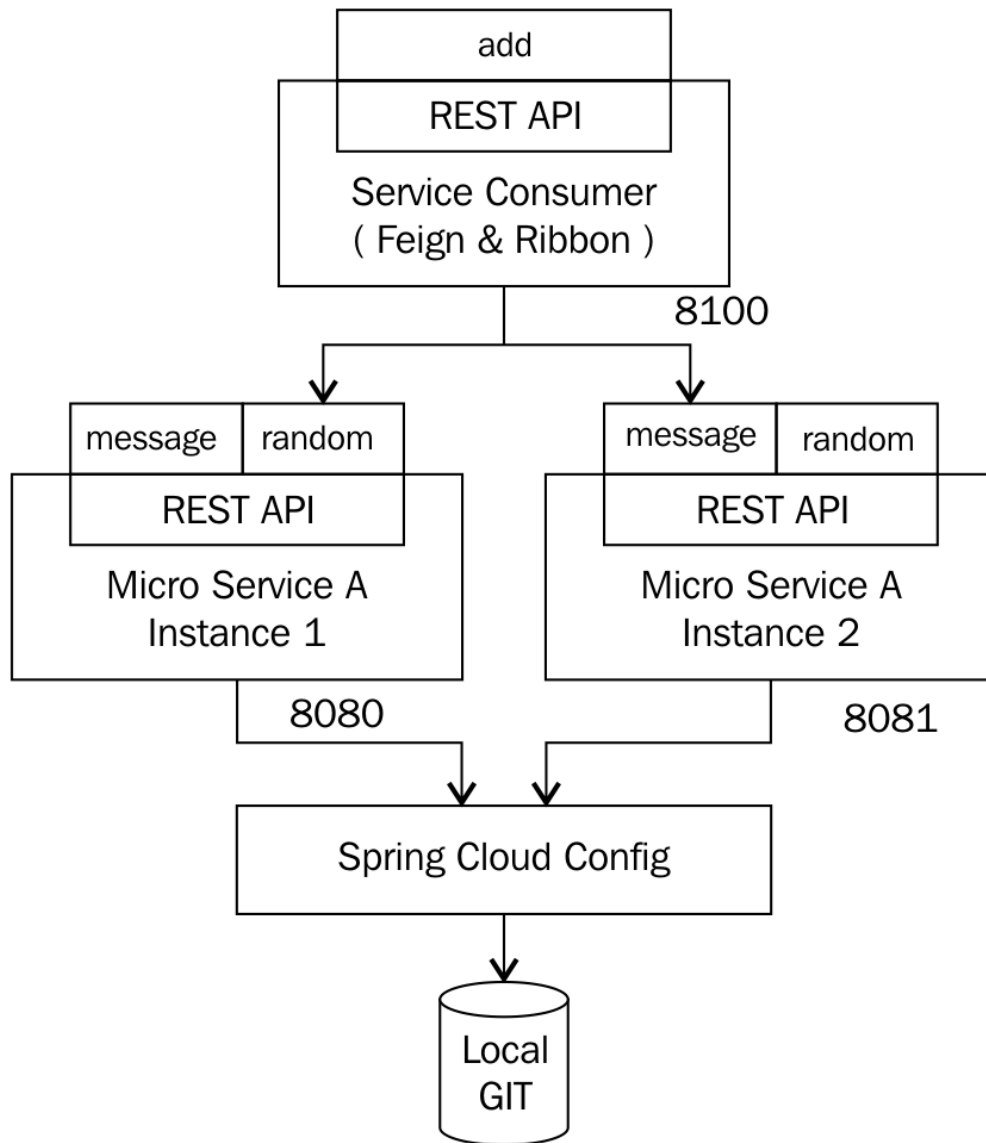 add
REST API
Service Consumer
( Feign & Ribbon )
8100
message random
REST API
Micro Service A
Instance 1
8080
message random
REST API
Micro Service A
Instance 2
8081
Spring Cloud Config
Local
GIT